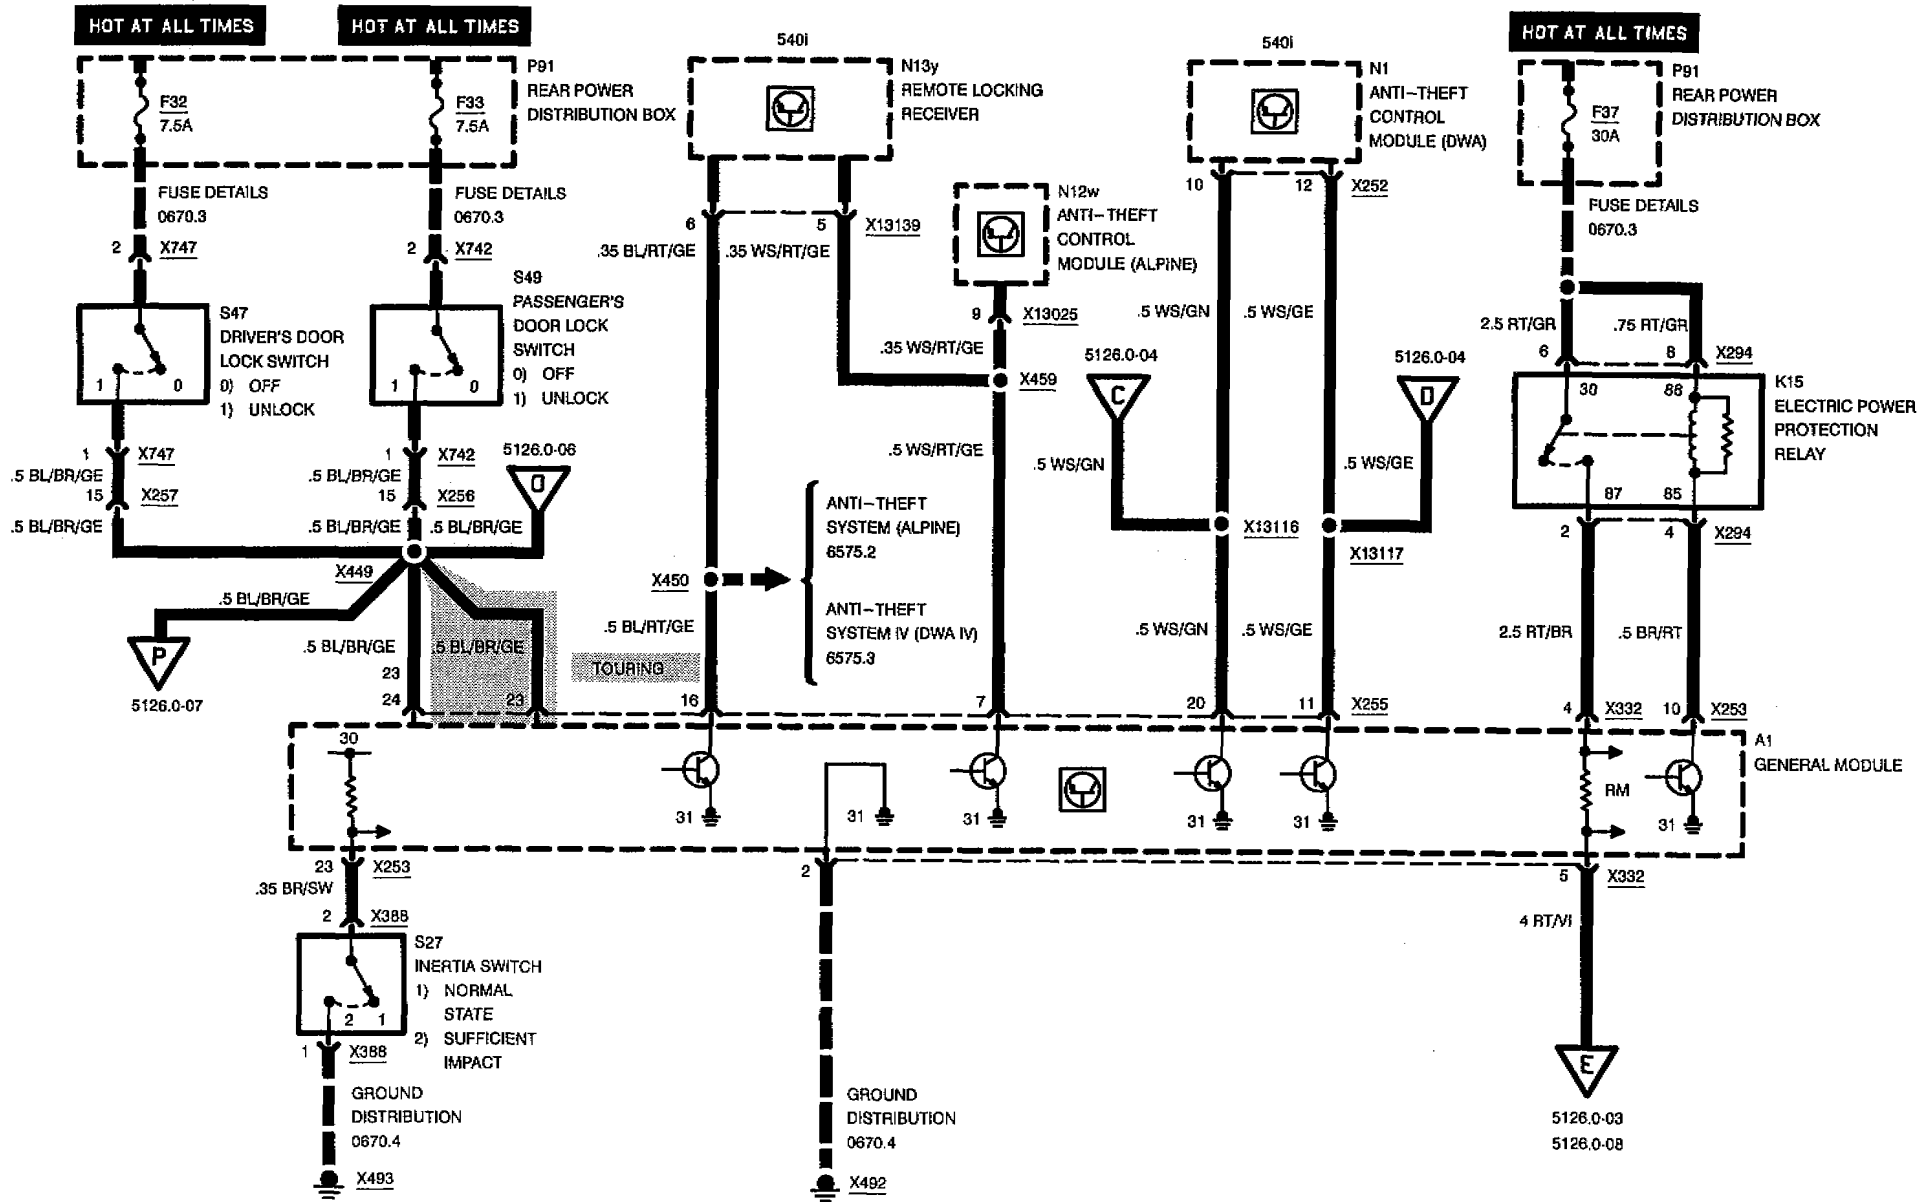 HOT AT ALL TIMES
HOT AT ALL TIMES
F32
7.5A
F33
7.5A
P91
REAR POWER
DISTRIBUTION BOX
FUSE DETAILS
0670.3
FUSE DETAILS
0670.3
2
X747
2
X742
S47
DRIVER'S DOOR
LOCK SWITCH
0) OFF
1) UNLOCK
1
0
S49
PASSENGER'S
DOOR LOCK
SWITCH
0) OFF
1) UNLOCK
1
0
1
X747
.5 BL/BR/GE
15
X257
.5 BL/BR/GE
1
X742
.5 BL/BR/GE
15
X256
.5 BL/BR/GE
5126.0-06
O
.5 BL/BR/GE
X449
.5 BL/BR/GE
P
5126.0-07
.5 BL/BR/GE
23
24
.5 BL/BR/GE
23
TOURING
540i
N13y
REMOTE LOCKING
RECEIVER
6
5
X13139
.35 BL/RT/GE
.35 WS/RT/GE
N12w
ANTI-THEFT
CONTROL
MODULE (ALPINE)
9
X13025
.35 WS/RT/GE
X459
.5 WS/RT/GE
X450
ANTI-THEFT
SYSTEM (ALPINE)
6575.2
ANTI-THEFT
SYSTEM IV (DWA IV)
6575.3
.5 BL/RT/GE
16
7
540i
N1
ANTI-THEFT
CONTROL
MODULE (DWA)
10
12
X252
.5 WS/GN
.5 WS/GE
5126.0-04
C
.5 WS/GN
5126.0-04
D
.5 WS/GE
X13116
X13117
.5 WS/GN
.5 WS/GE
20
11
X255
HOT AT ALL TIMES
F37
30A
P91
REAR POWER
DISTRIBUTION BOX
FUSE DETAILS
0670.3
2.5 RT/GR
.75 RT/GR
6
8
X294
30
86
87
85
K15
ELECTRIC POWER
PROTECTION
RELAY
2
4
X294
2.5 RT/BR
.5 BR/RT
4
X332
10
X253
30
31
31
31
31
31
RM
31
A1
GENERAL MODULE
23
X253
.35 BR/SW
2
X388
S27
INERTIA SWITCH
1) NORMAL
STATE
2) SUFFICIENT
IMPACT
2
1
1
X388
GROUND
DISTRIBUTION
0670.4
X493
2
GROUND
DISTRIBUTION
0670.4
X492
5
X332
4 RT/VI
E
5126.0-03
5126.0-08